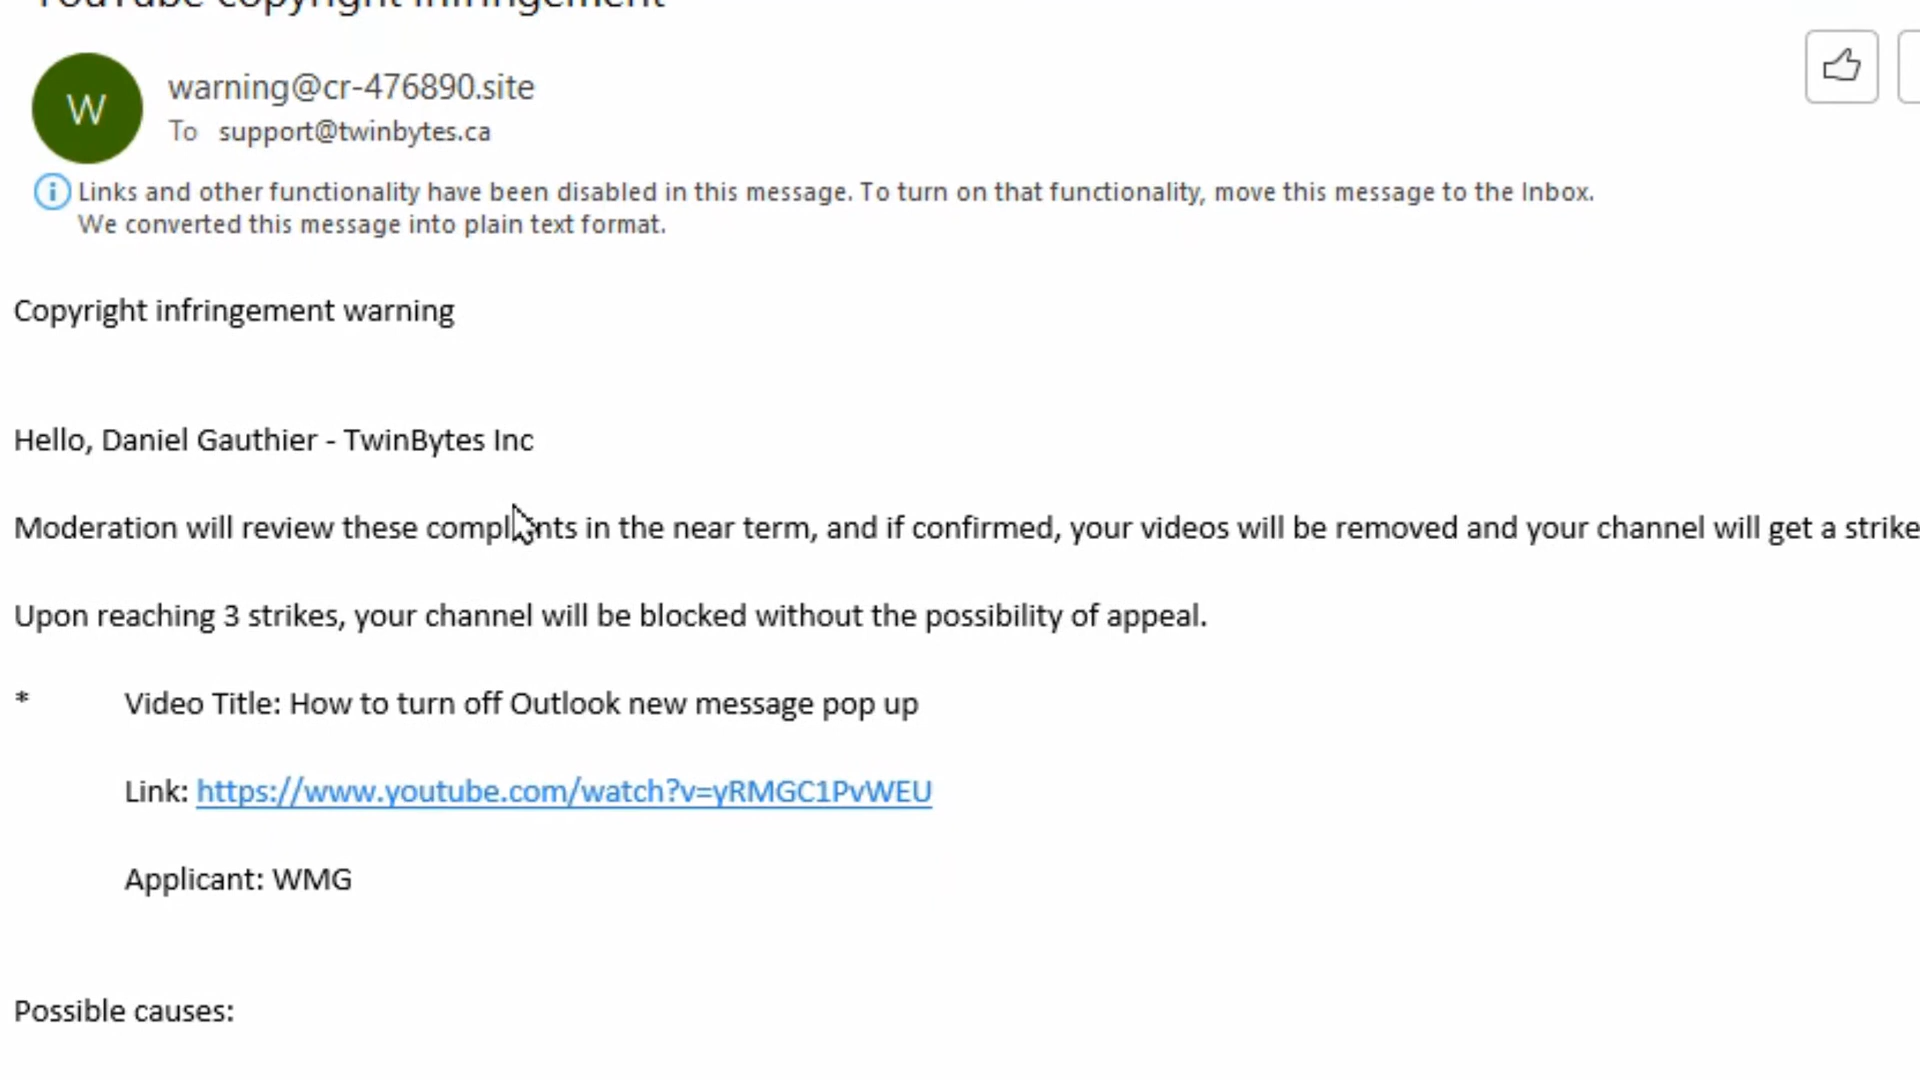 YouTube copyright infringement
W
warning@cr-476890.site
To support@twinbytes.ca
Links and other functionality have been disabled in this message. To turn on that functionality, move this message to the Inbox.
We converted this message into plain text format.
Copyright infringement warning
Hello, Daniel Gauthier - TwinBytes Inc
Moderation will review these complaints in the near term, and if confirmed, your videos will be removed and your channel will get a strike
Upon reaching 3 strikes, your channel will be blocked without the possibility of appeal.
* Video Title: How to turn off Outlook new message pop up
Link: https://www.youtube.com/watch?v=yRMGC1PvWEU
Applicant: WMG
Possible causes: